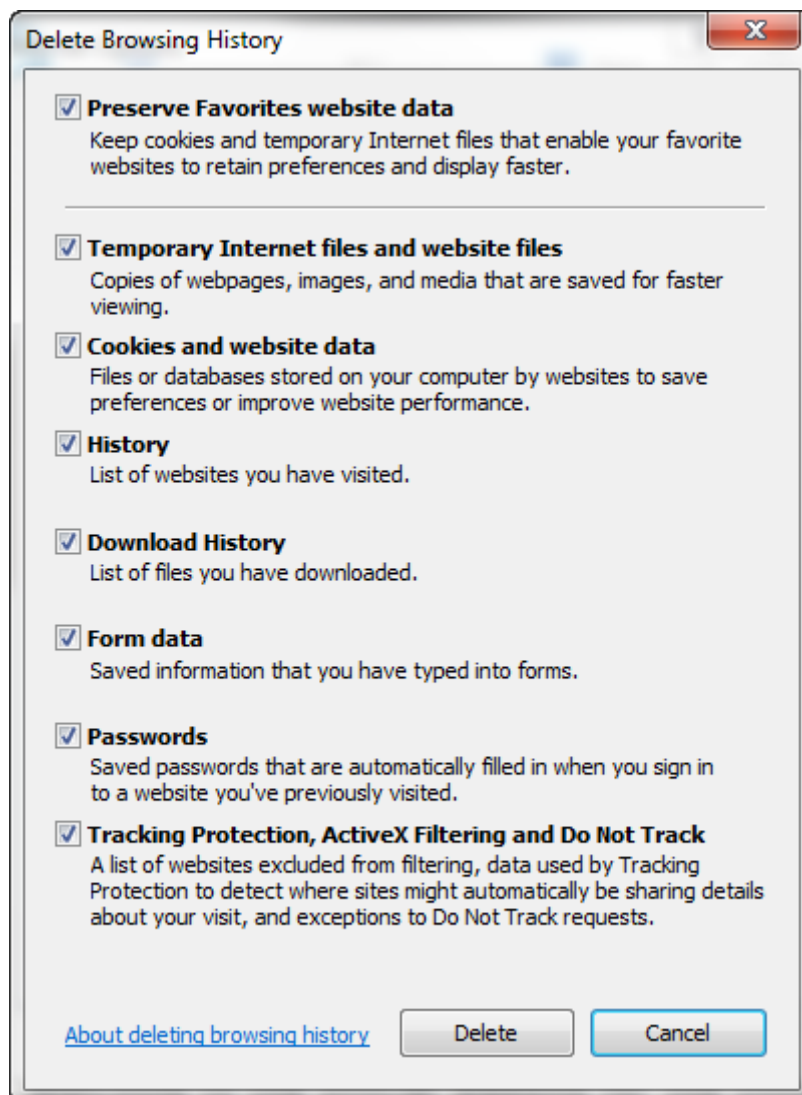 Delete Browsing History
Preserve Favorites website data
Keep cookies and temporary Internet files that enable your favorite
websites to retain preferences and display faster.
Temporary Internet files and website files
Copies of webpages, images, and media that are saved for faster
viewing.
Cookies and website data
Files or databases stored on your computer by websites to save
preferences or improve website performance.
History
List of websites you have visited.
Download History
List of files you have downloaded.
Form data
Saved information that you have typed into forms.
Passwords
Saved passwords that are automatically filled in when you sign in
to a website you've previously visited.
Tracking Protection, ActiveX Filtering and Do Not Track
A list of websites excluded from filtering, data used by Tracking
Protection to detect where sites might automatically be sharing details
about your visit, and exceptions to Do Not Track requests.
About deleting browsing history Delete Cancel